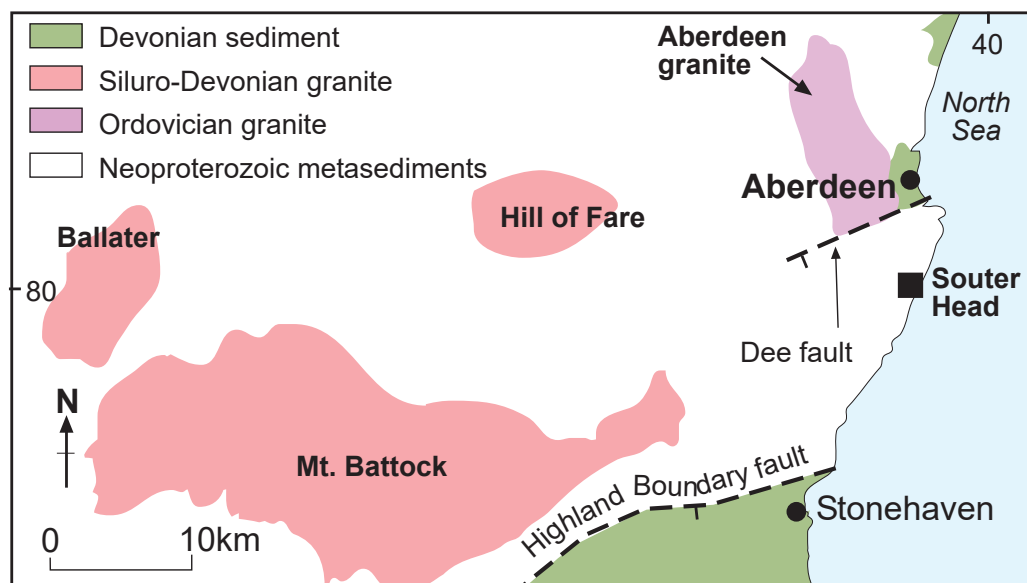 Devonian sediment
Siluro-Devonian granite
Ordovician granite
Neoproterozoic metasediments
Aberdeen
granite
40
North
Sea
Aberdeen
Hill of Fare
Ballater
80
Souter
Head
Dee fault
N
Mt. Battock
Highland Boundary fault
Stonehaven
0 10km